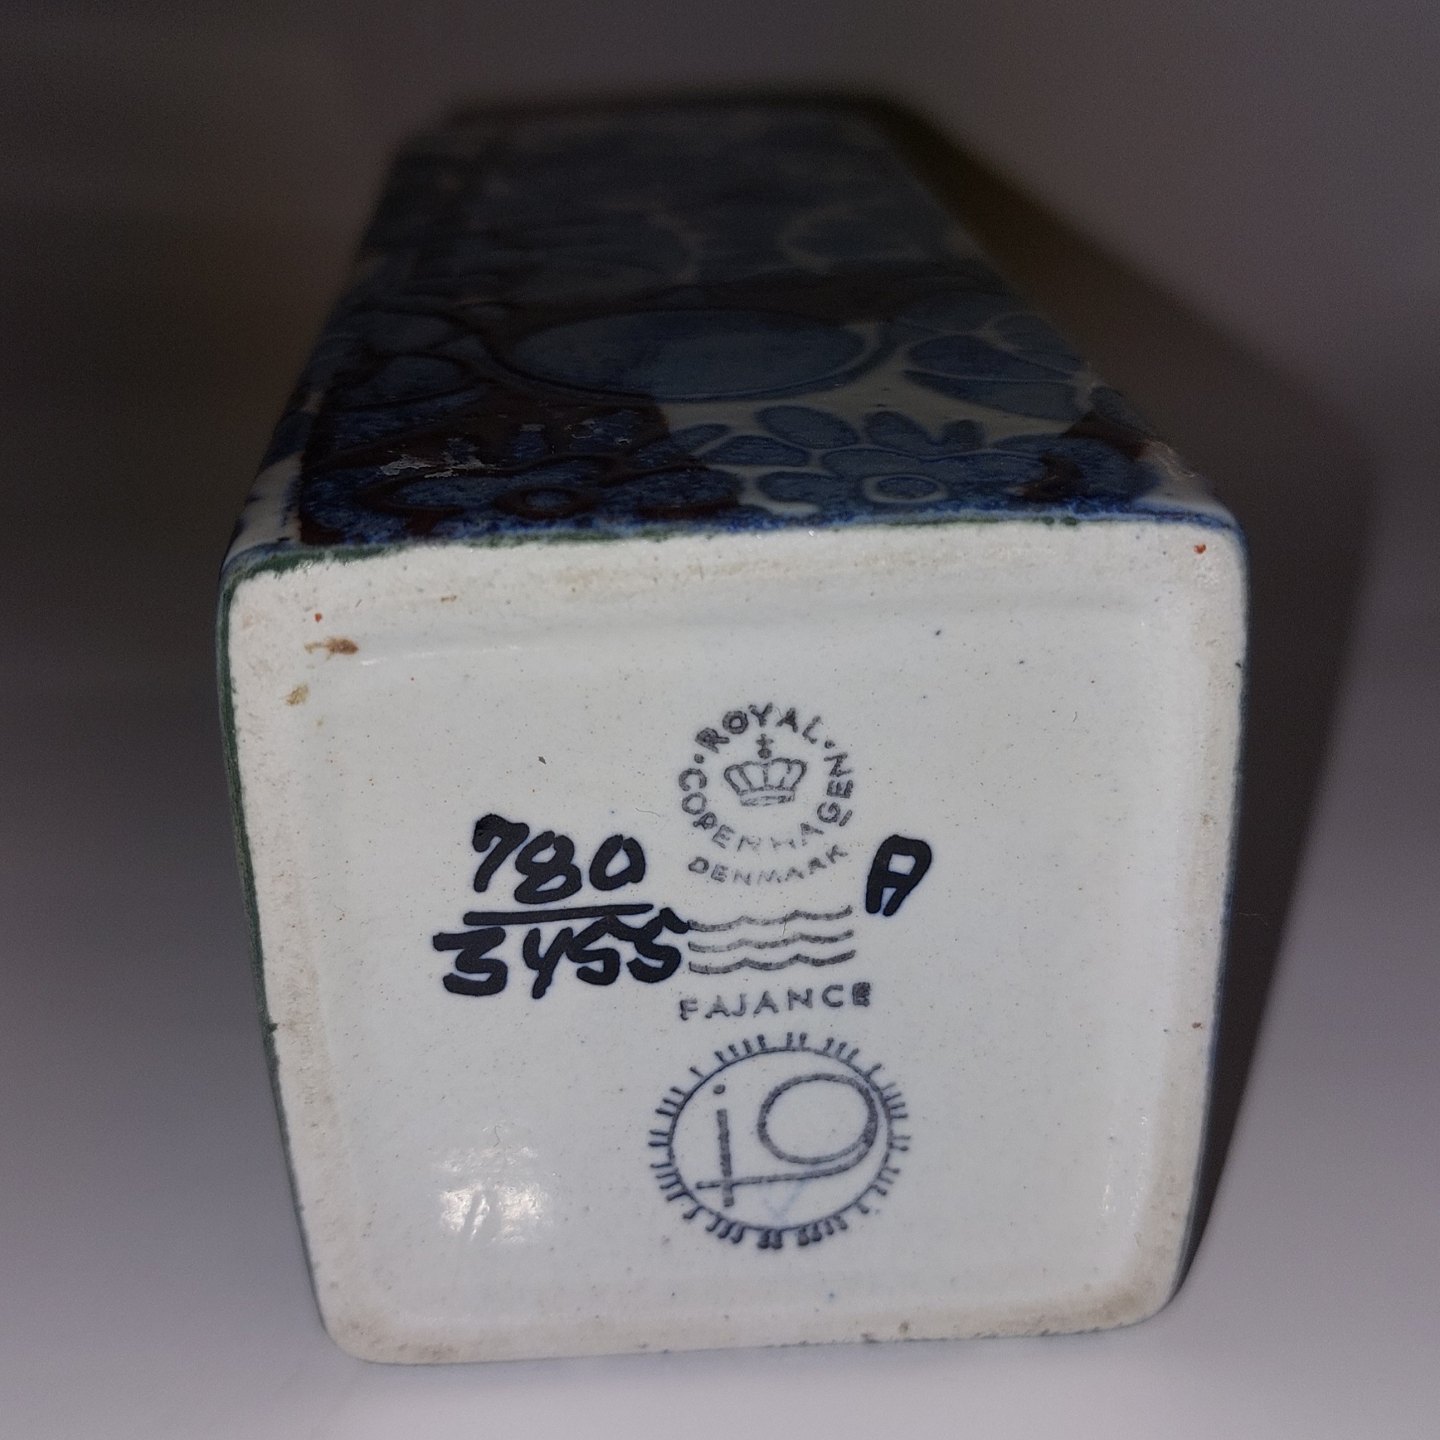 ROYAL · COPENHAGEN ·
DENMARK
780
3455
A
FAJANCE